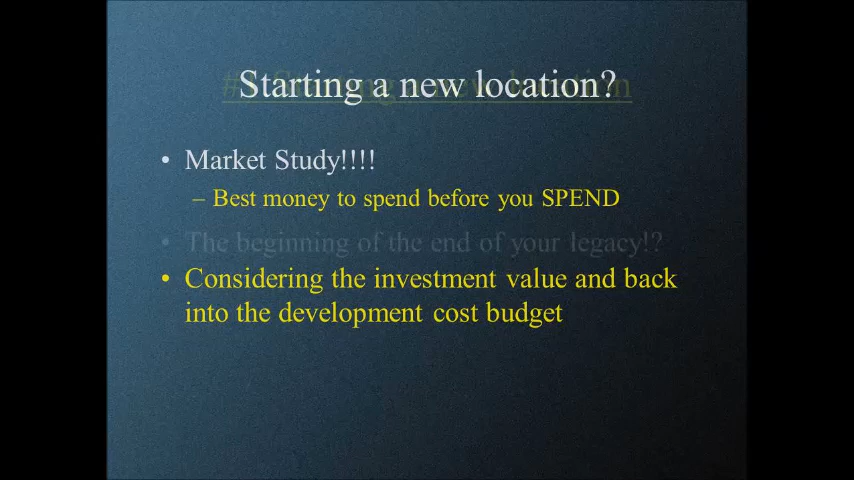 Starting a new location?
• Market Study!!!!
– Best money to spend before you SPEND
• The beginning of the end of your legacy!?
• Considering the investment value and back
into the development cost budget